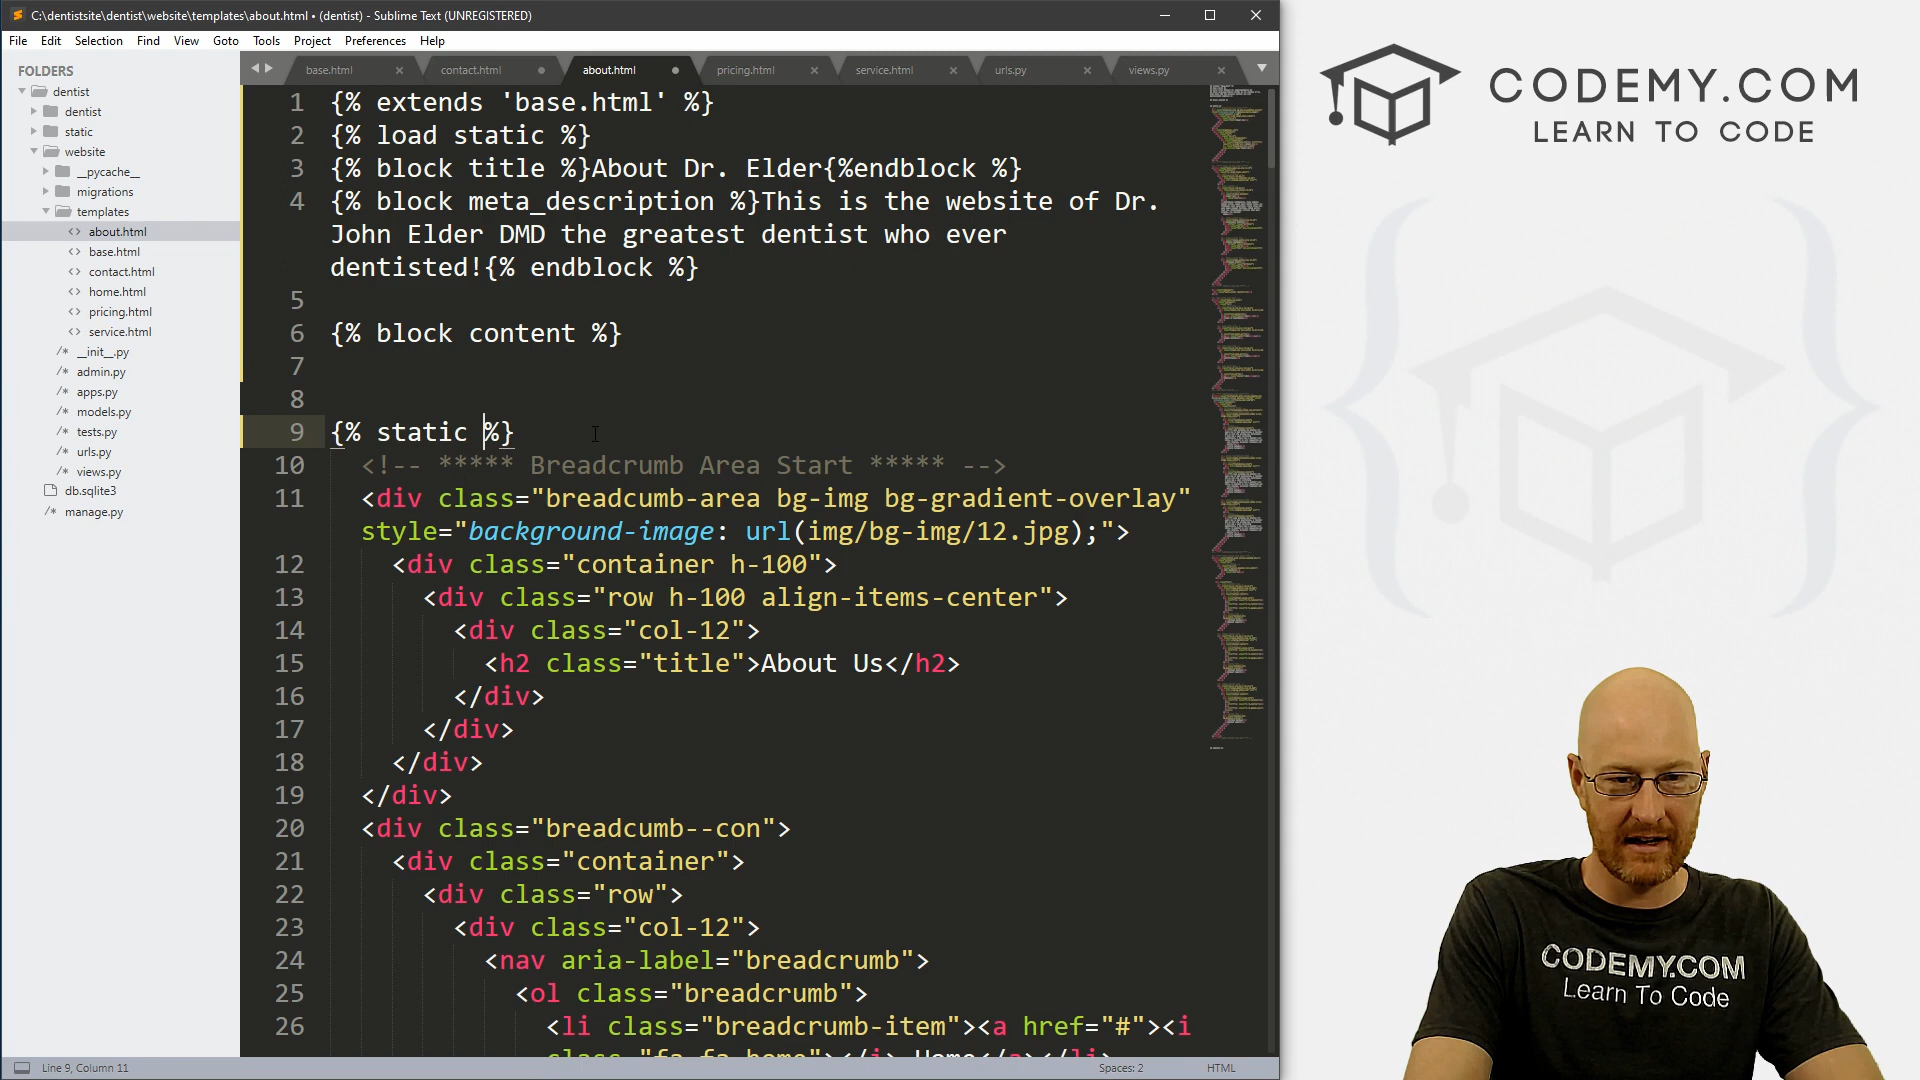 C:\dentistsite\dentist\website\templates\about.html • (dentist) - Sublime Text (UNREGISTERED)
File Edit Selection Find View Goto Tools Project Preferences Help
FOLDERS
dentist
dentist
static
website
__pycache__
migrations
templates
about.html
base.html
contact.html
home.html
pricing.html
service.html
__init__.py
admin.py
apps.py
models.py
tests.py
urls.py
views.py
db.sqlite3
manage.py
base.html contact.html about.html pricing.html service.html urls.py views.py
1 {% extends 'base.html' %}
2 {% load static %}
3 {% block title %}About Dr. Elder{%endblock %}
4 {% block meta_description %}This is the website of Dr.
John Elder DMD the greatest dentist who ever
dentisted!{% endblock %}
5
6 {% block content %}
7
8
9 {% static %}
10 <!-- ***** Breadcrumb Area Start ***** -->
11 <div class="breadcumb-area bg-img bg-gradient-overlay"
style="background-image: url(img/bg-img/12.jpg);">
12 <div class="container h-100">
13 <div class="row h-100 align-items-center">
14 <div class="col-12">
15 <h2 class="title">About Us</h2>
16 </div>
17 </div>
18 </div>
19 </div>
20 <div class="breadcumb--con">
21 <div class="container">
22 <div class="row">
23 <div class="col-12">
24 <nav aria-label="breadcrumb">
25 <ol class="breadcrumb">
26 <li class="breadcrumb-item"><a href="#"><i
class="fa fa-home"></i> Home</a></li>
Line 9, Column 11
Spaces: 2
HTML
CODEMY.COM
LEARN TO CODE
CODEMY.COM
Learn To Code